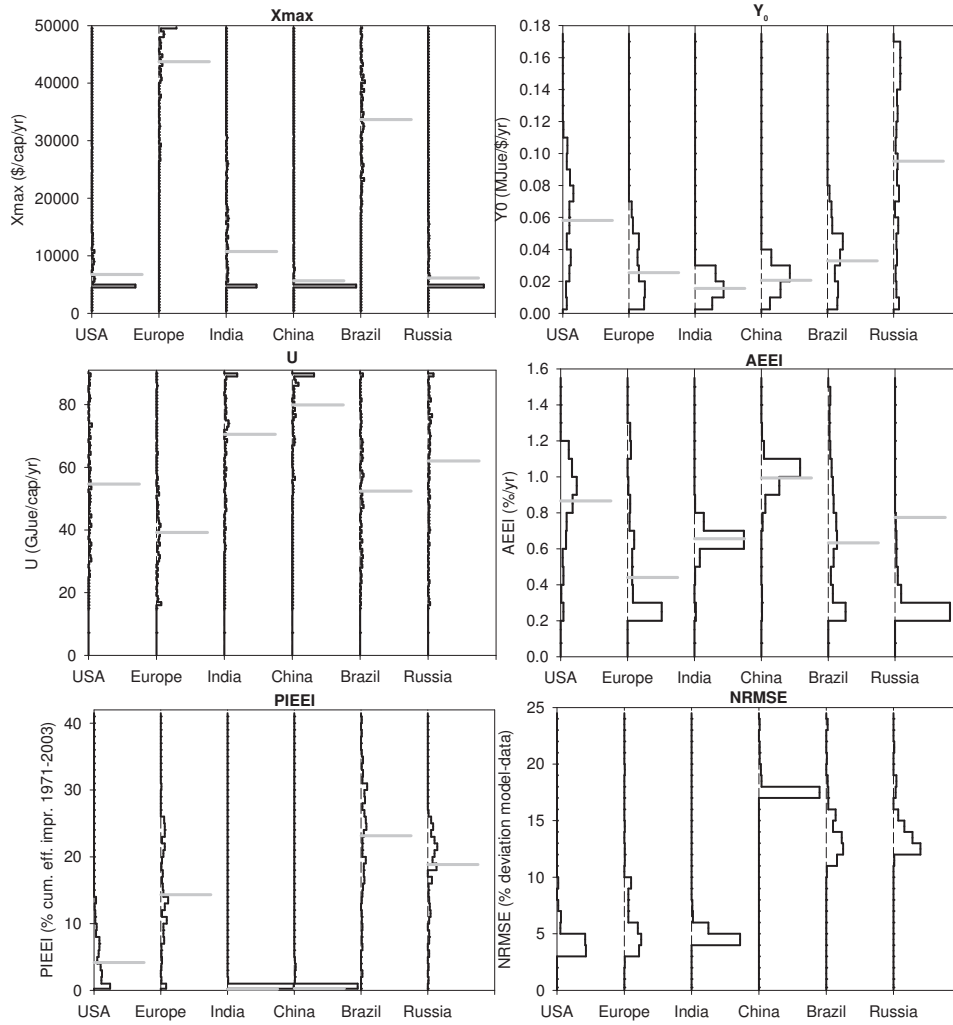 Xmax
Xmax ($/cap/yr)
50000
40000
30000
20000
10000
0
USA Europe India China Brazil Russia
Y0
Y0 (MJue/$/yr)
0.18
0.16
0.14
0.12
0.10
0.08
0.06
0.04
0.02
0.00
USA Europe India China Brazil Russia
U
U (GJue/cap/yr)
80
60
40
20
0
USA Europe India China Brazil Russia
AEEI
AEEI (%/yr)
1.6
1.4
1.2
1.0
0.8
0.6
0.4
0.2
0.0
USA Europe India China Brazil Russia
PIEEI
PIEEI (% cum. eff. impr. 1971-2003)
40
30
20
10
0
USA Europe India China Brazil Russia
NRMSE
NRMSE (% deviation model-data)
25
20
15
10
5
0
USA Europe India China Brazil Russia